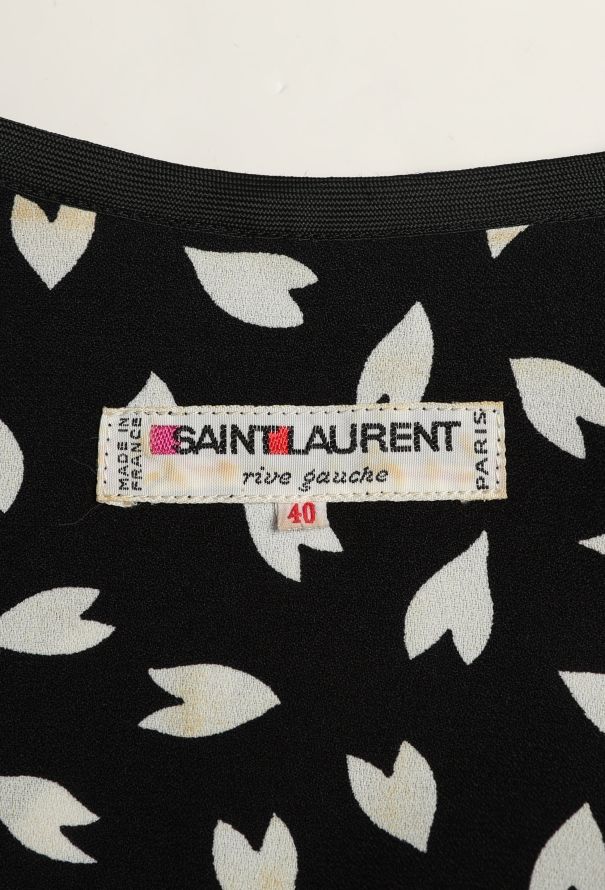 MADE IN
FRANCE
SAINT LAURENT
rive gauche
PARIS
40